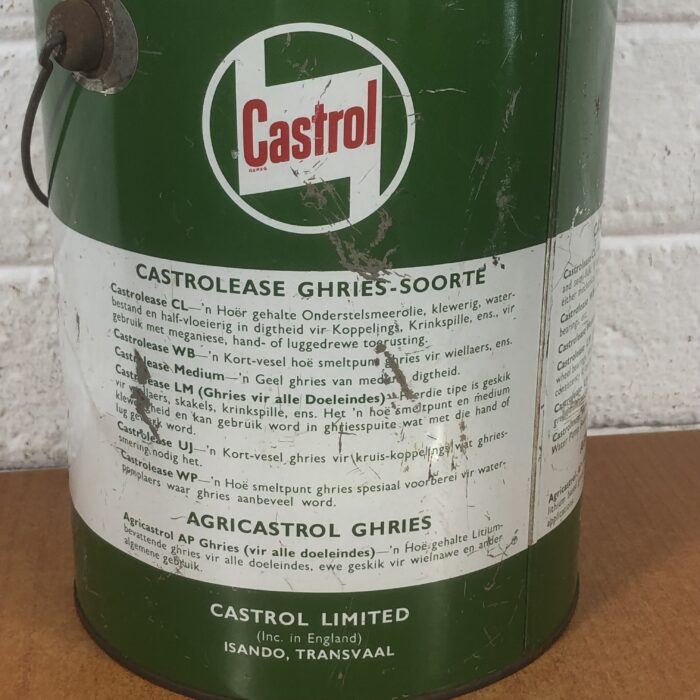 Castrol
CASTROLEASE GHRIES-SOORTE
Castrolease CL—'n Hoër gehalte Onderstelsmeerolie, klewerig, water-
bestand en half-vloeierig in digtheid vir Koppelings, Krinkspille, ens., vir
gebruik met meganiese, hand- of luggedrewe toerusting.
Castrolease WB—'n Kort-vesel hoë smeltpunt ghries vir wiellaers, ens.
Castrolease Medium—'n Geel ghries van medium digtheid.
Castrolease LM (Ghries vir alle Doeleindes)—Hierdie tipe is geskik
vir wiellaers, skakels, krinkspille, ens. Het 'n hoë smeltpunt en medium
klewerigheid en kan gebruik word in ghriesspuite wat met die hand of
lug gewerk word.
Castrolease UJ—'n Kort-vesel ghries vir kruis-koppelings wat ghries-
smering nodig het.
Castrolease WP—'n Hoë smeltpunt ghries spesiaal voorberei vir water-
pomplaers waar ghries aanbeveel word.
AGRICASTROL GHRIES
Agricastrol AP Ghries (vir alle doeleindes)—'n Hoë gehalte Litium-
bevattende ghries vir alle doeleindes, ewe geskik vir wielnawe en ander
algemene gebruik.
CASTROL LIMITED
(Inc. in England)
ISANDO, TRANSVAAL